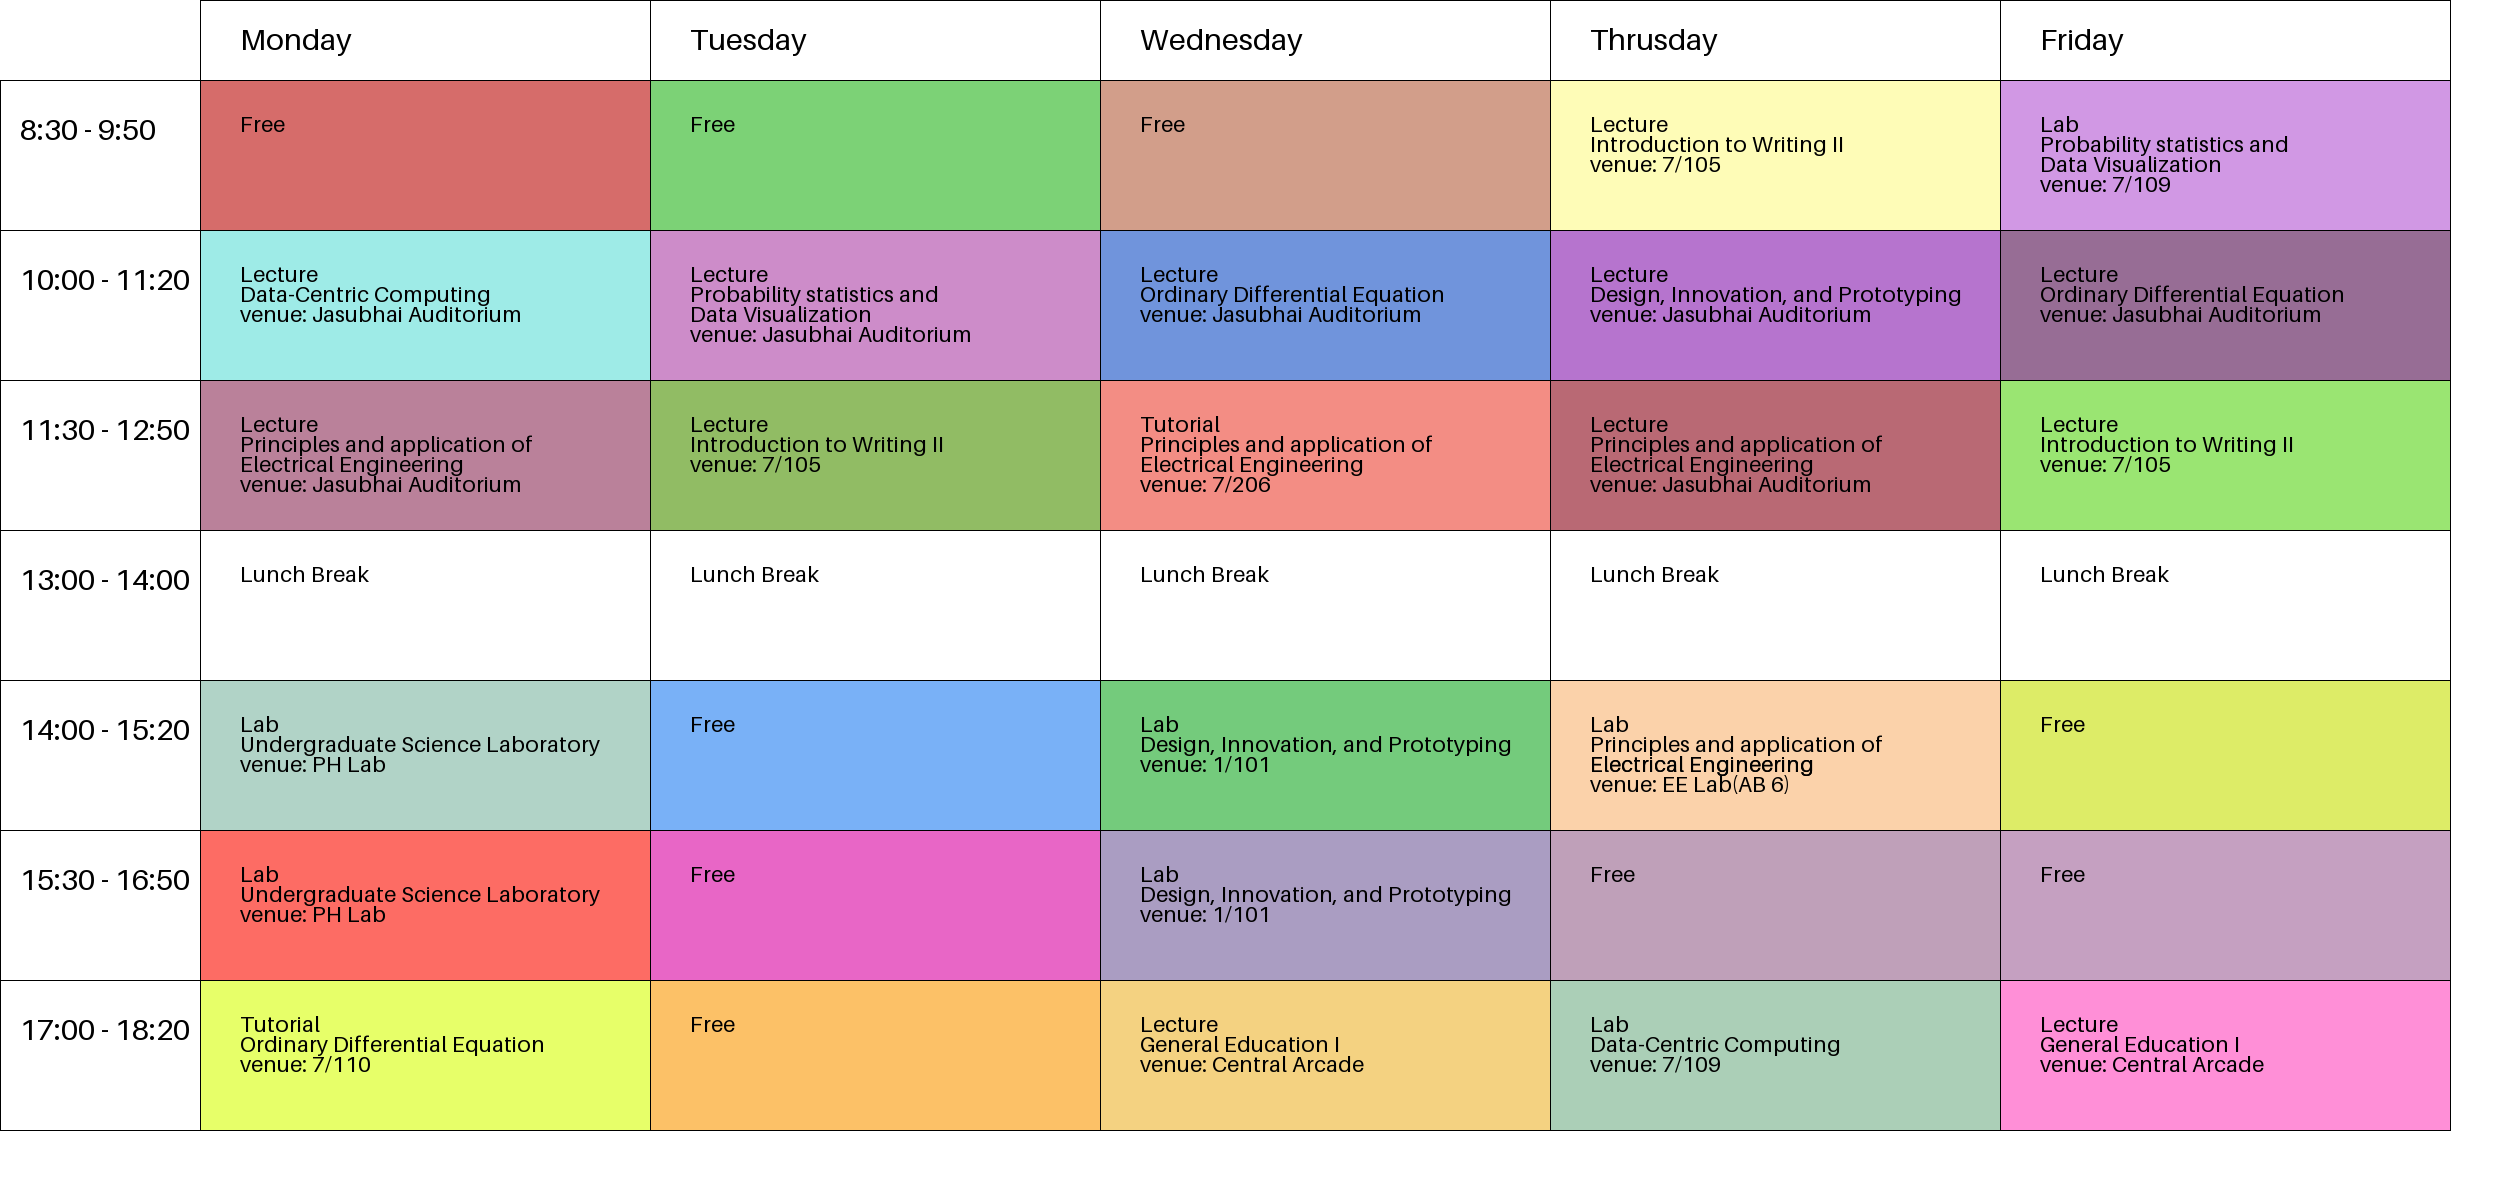 Monday
Tuesday
Wednesday
Thrusday
Friday
8:30 - 9:50
Free
Free
Free
Lecture
Introduction to Writing II
venue: 7/105
Lab
Probability statistics and
Data Visualization
venue: 7/109
10:00 - 11:20
Lecture
Data-Centric Computing
venue: Jasubhai Auditorium
Lecture
Probability statistics and
Data Visualization
venue: Jasubhai Auditorium
Lecture
Ordinary Differential Equation
venue: Jasubhai Auditorium
Lecture
Design, Innovation, and Prototyping
venue: Jasubhai Auditorium
Lecture
Ordinary Differential Equation
venue: Jasubhai Auditorium
11:30 - 12:50
Lecture
Principles and application of
Electrical Engineering
venue: Jasubhai Auditorium
Lecture
Introduction to Writing II
venue: 7/105
Tutorial
Principles and application of
Electrical Engineering
venue: 7/206
Lecture
Principles and application of
Electrical Engineering
venue: Jasubhai Auditorium
Lecture
Introduction to Writing II
venue: 7/105
13:00 - 14:00
Lunch Break
Lunch Break
Lunch Break
Lunch Break
Lunch Break
14:00 - 15:20
Lab
Undergraduate Science Laboratory
venue: PH Lab
Free
Lab
Design, Innovation, and Prototyping
venue: 1/101
Lab
Principles and application of
Electrical Engineering
venue: EE Lab(AB 6)
Free
15:30 - 16:50
Lab
Undergraduate Science Laboratory
venue: PH Lab
Free
Lab
Design, Innovation, and Prototyping
venue: 1/101
Free
Free
17:00 - 18:20
Tutorial
Ordinary Differential Equation
venue: 7/110
Free
Lecture
General Education I
venue: Central Arcade
Lab
Data-Centric Computing
venue: 7/109
Lecture
General Education I
venue: Central Arcade